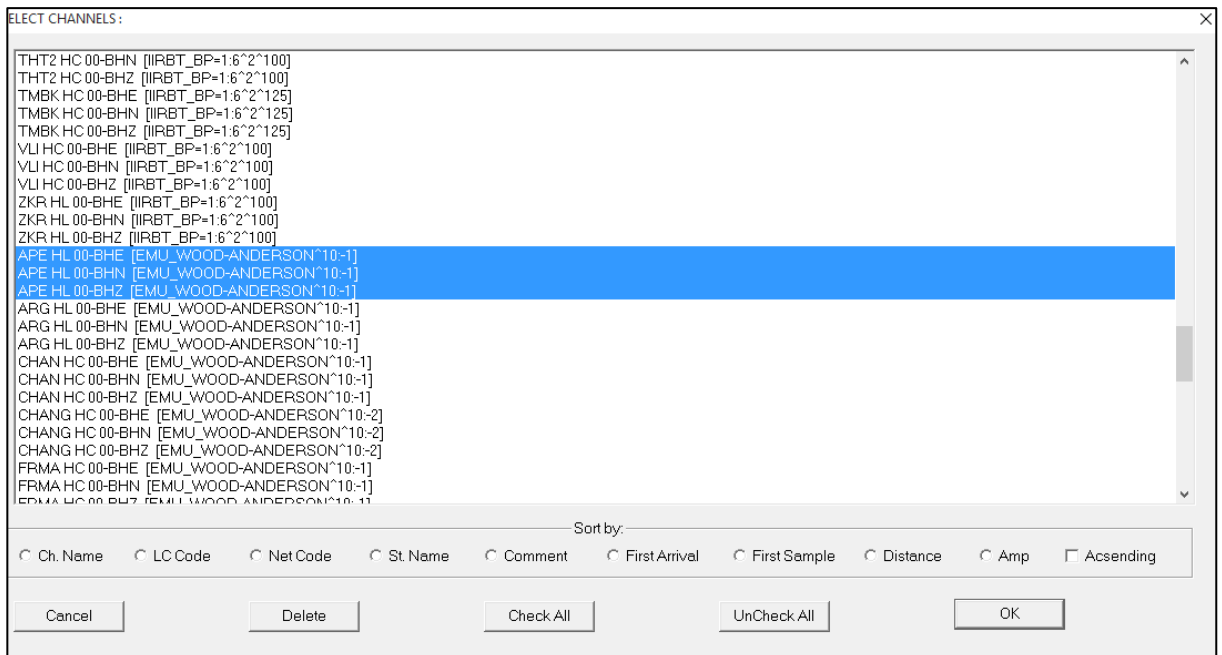 ELECT CHANNELS:
THT2 HC 00-BHN [IIRBT_BP=1:6^2^100]
THT2 HC 00-BHZ [IIRBT_BP=1:6^2^100]
TMBK HC 00-BHE [IIRBT_BP=1:6^2^125]
TMBK HC 00-BHN [IIRBT_BP=1:6^2^125]
TMBK HC 00-BHZ [IIRBT_BP=1:6^2^125]
VLI HC 00-BHE [IIRBT_BP=1:6^2^100]
VLI HC 00-BHN [IIRBT_BP=1:6^2^100]
VLI HC 00-BHZ [IIRBT_BP=1:6^2^100]
ZKR HL 00-BHE [IIRBT_BP=1:6^2^100]
ZKR HL 00-BHN [IIRBT_BP=1:6^2^100]
ZKR HL 00-BHZ [IIRBT_BP=1:6^2^100]
APE HL 00-BHE [EMU_WOOD-ANDERSON^10:-1]
APE HL 00-BHN [EMU_WOOD-ANDERSON^10:-1]
APE HL 00-BHZ [EMU_WOOD-ANDERSON^10:-1]
ARG HL 00-BHE [EMU_WOOD-ANDERSON^10:-1]
ARG HL 00-BHN [EMU_WOOD-ANDERSON^10:-1]
ARG HL 00-BHZ [EMU_WOOD-ANDERSON^10:-1]
CHAN HC 00-BHE [EMU_WOOD-ANDERSON^10:-1]
CHAN HC 00-BHN [EMU_WOOD-ANDERSON^10:-1]
CHAN HC 00-BHZ [EMU_WOOD-ANDERSON^10:-1]
CHANG HC 00-BHE [EMU_WOOD-ANDERSON^10:-2]
CHANG HC 00-BHN [EMU_WOOD-ANDERSON^10:-2]
CHANG HC 00-BHZ [EMU_WOOD-ANDERSON^10:-2]
FRMA HC 00-BHE [EMU_WOOD-ANDERSON^10:-1]
FRMA HC 00-BHN [EMU_WOOD-ANDERSON^10:-1]
FRMA HC 00-BHZ [EMU_WOOD-ANDERSON^10:-1]
Sort by:
Ch. Name LC Code Net Code St. Name Comment First Arrival First Sample Distance Amp Acsending
Cancel Delete Check All UnCheck All OK